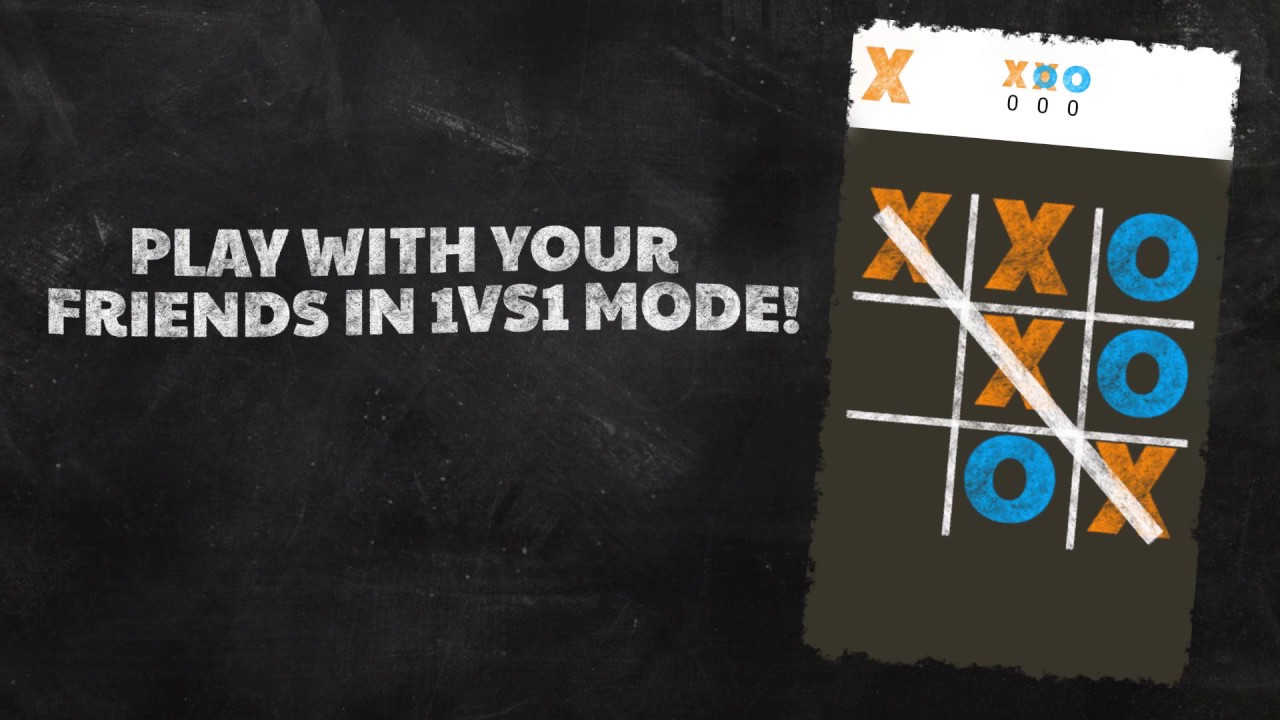 PLAY WITH YOUR
FRIENDS IN 1VS1 MODE!
X
X XO O
0 0 0
X X O
X O
O X